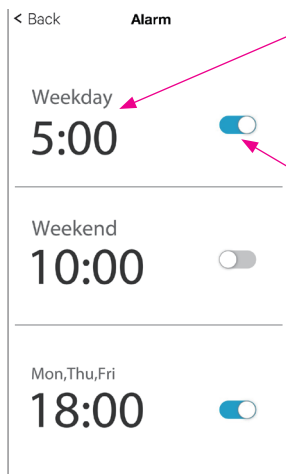 < Back Alarm
Weekday
5:00
Weekend
10:00
Mon,Thu,Fri
18:00